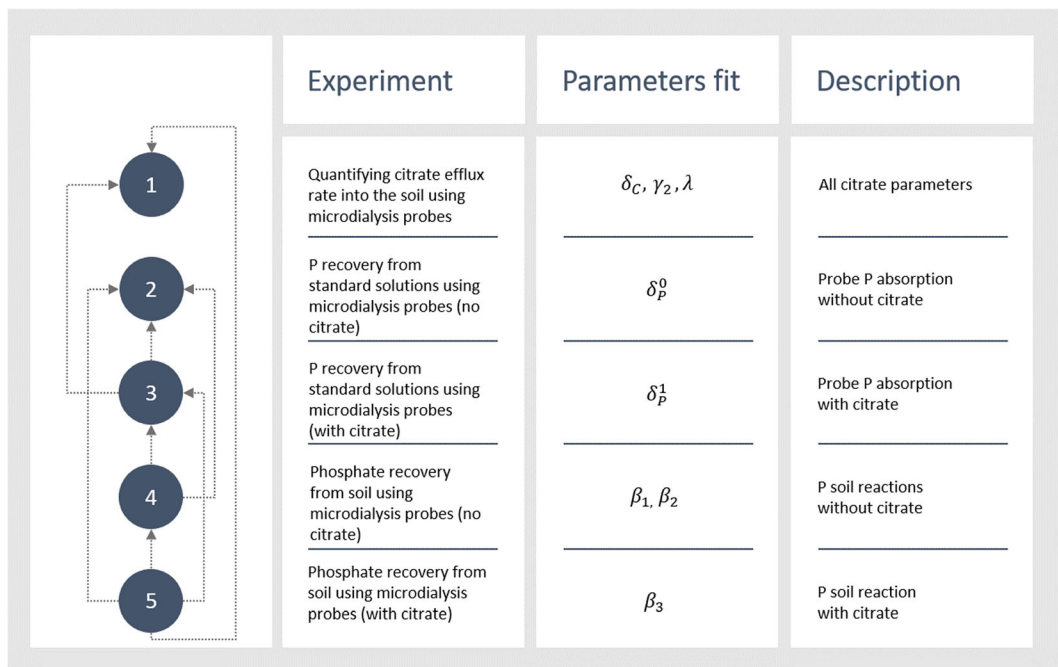 Experiment
Parameters fit
Description
1
Quantifying citrate efflux
rate into the soil using
microdialysis probes
δ_C, γ_2, λ
All citrate parameters
2
P recovery from
standard solutions using
microdialysis probes (no
citrate)
δ_P^0
Probe P absorption
without citrate
3
P recovery from
standard solutions using
microdialysis probes
(with citrate)
δ_P^1
Probe P absorption
with citrate
4
Phosphate recovery
from soil using
microdialysis probes (no
citrate)
β_1, β_2
P soil reactions
without citrate
5
Phosphate recovery from
soil using microdialysis
probes (with citrate)
β_3
P soil reaction
with citrate